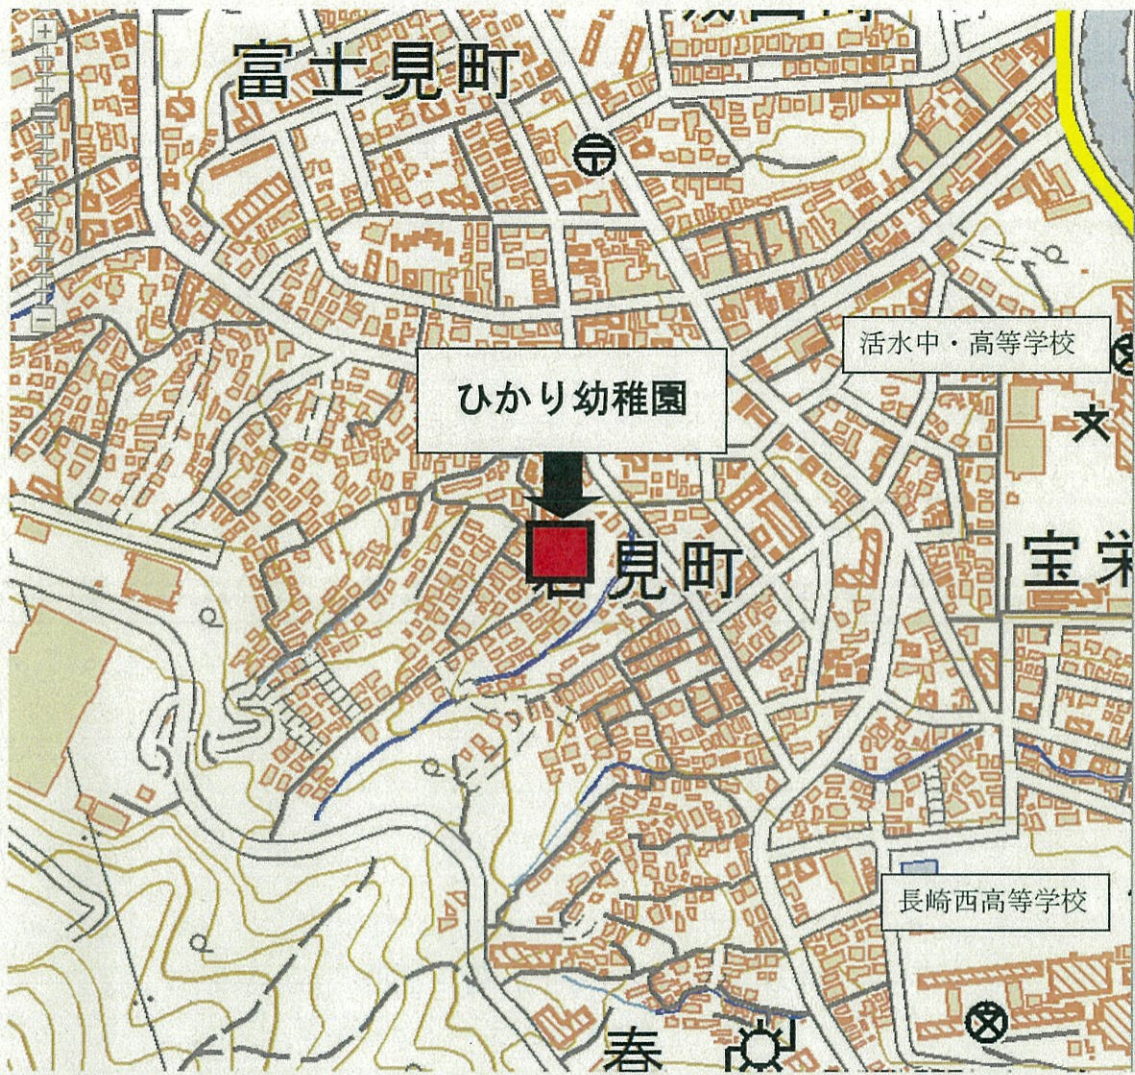 富士見町
活水中・高等学校
ひかり幼稚園
見町
宝栄
長崎西高等学校
春